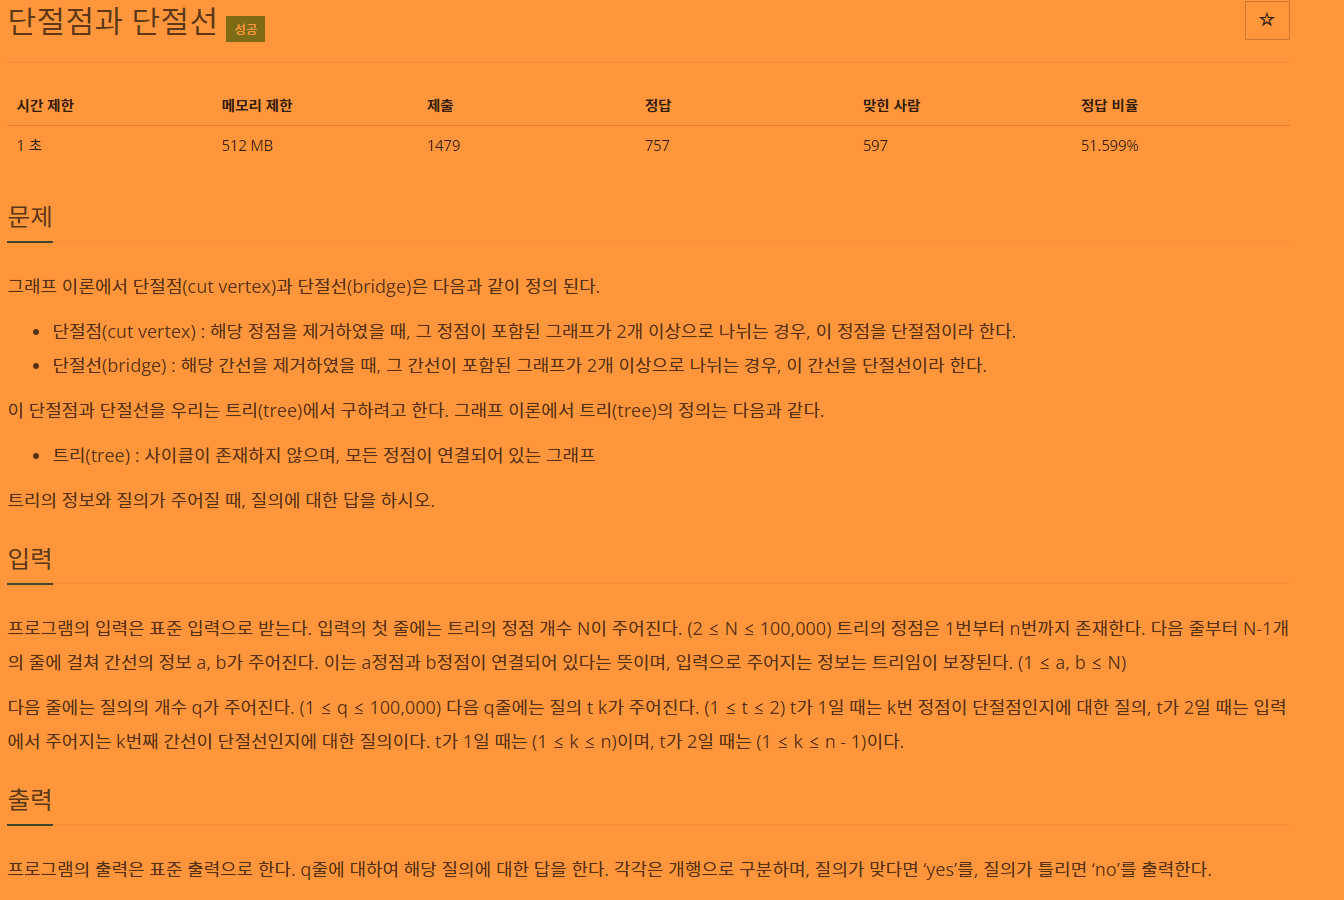 단절점과 단절선 성공 ☆
시간 제한 메모리 제한 제출 정답 맞힌 사람 정답 비율
1 초 512 MB 1479 757 597 51.599%
문제
그래프 이론에서 단절점(cut vertex)과 단절선(bridge)은 다음과 같이 정의 된다.
• 단절점(cut vertex) : 해당 정점을 제거하였을 때, 그 정점이 포함된 그래프가 2개 이상으로 나뉘는 경우, 이 정점을 단절점이라 한다.
• 단절선(bridge) : 해당 간선을 제거하였을 때, 그 간선이 포함된 그래프가 2개 이상으로 나뉘는 경우, 이 간선을 단절선이라 한다.
이 단절점과 단절선을 우리는 트리(tree)에서 구하려고 한다. 그래프 이론에서 트리(tree)의 정의는 다음과 같다.
• 트리(tree) : 사이클이 존재하지 않으며, 모든 정점이 연결되어 있는 그래프
트리의 정보와 질의가 주어질 때, 질의에 대한 답을 하시오.
입력
프로그램의 입력은 표준 입력으로 받는다. 입력의 첫 줄에는 트리의 정점 개수 N이 주어진다. (2 ≤ N ≤ 100,000) 트리의 정점은 1번부터 n번까지 존재한다. 다음 줄부터 N-1개
의 줄에 걸쳐 간선의 정보 a, b가 주어진다. 이는 a정점과 b정점이 연결되어 있다는 뜻이며, 입력으로 주어지는 정보는 트리임이 보장된다. (1 ≤ a, b ≤ N)
다음 줄에는 질의의 개수 q가 주어진다. (1 ≤ q ≤ 100,000) 다음 q줄에는 질의 t k가 주어진다. (1 ≤ t ≤ 2) t가 1일 때는 k번 정점이 단절점인지에 대한 질의, t가 2일 때는 입력
에서 주어지는 k번째 간선이 단절선인지에 대한 질의이다. t가 1일 때는 (1 ≤ k ≤ n)이며, t가 2일 때는 (1 ≤ k ≤ n - 1)이다.
출력
프로그램의 출력은 표준 출력으로 한다. q줄에 대하여 해당 질의에 대한 답을 한다. 각각은 개행으로 구분하며, 질의가 맞다면 ‘yes’를, 질의가 틀리면 ‘no’를 출력한다.